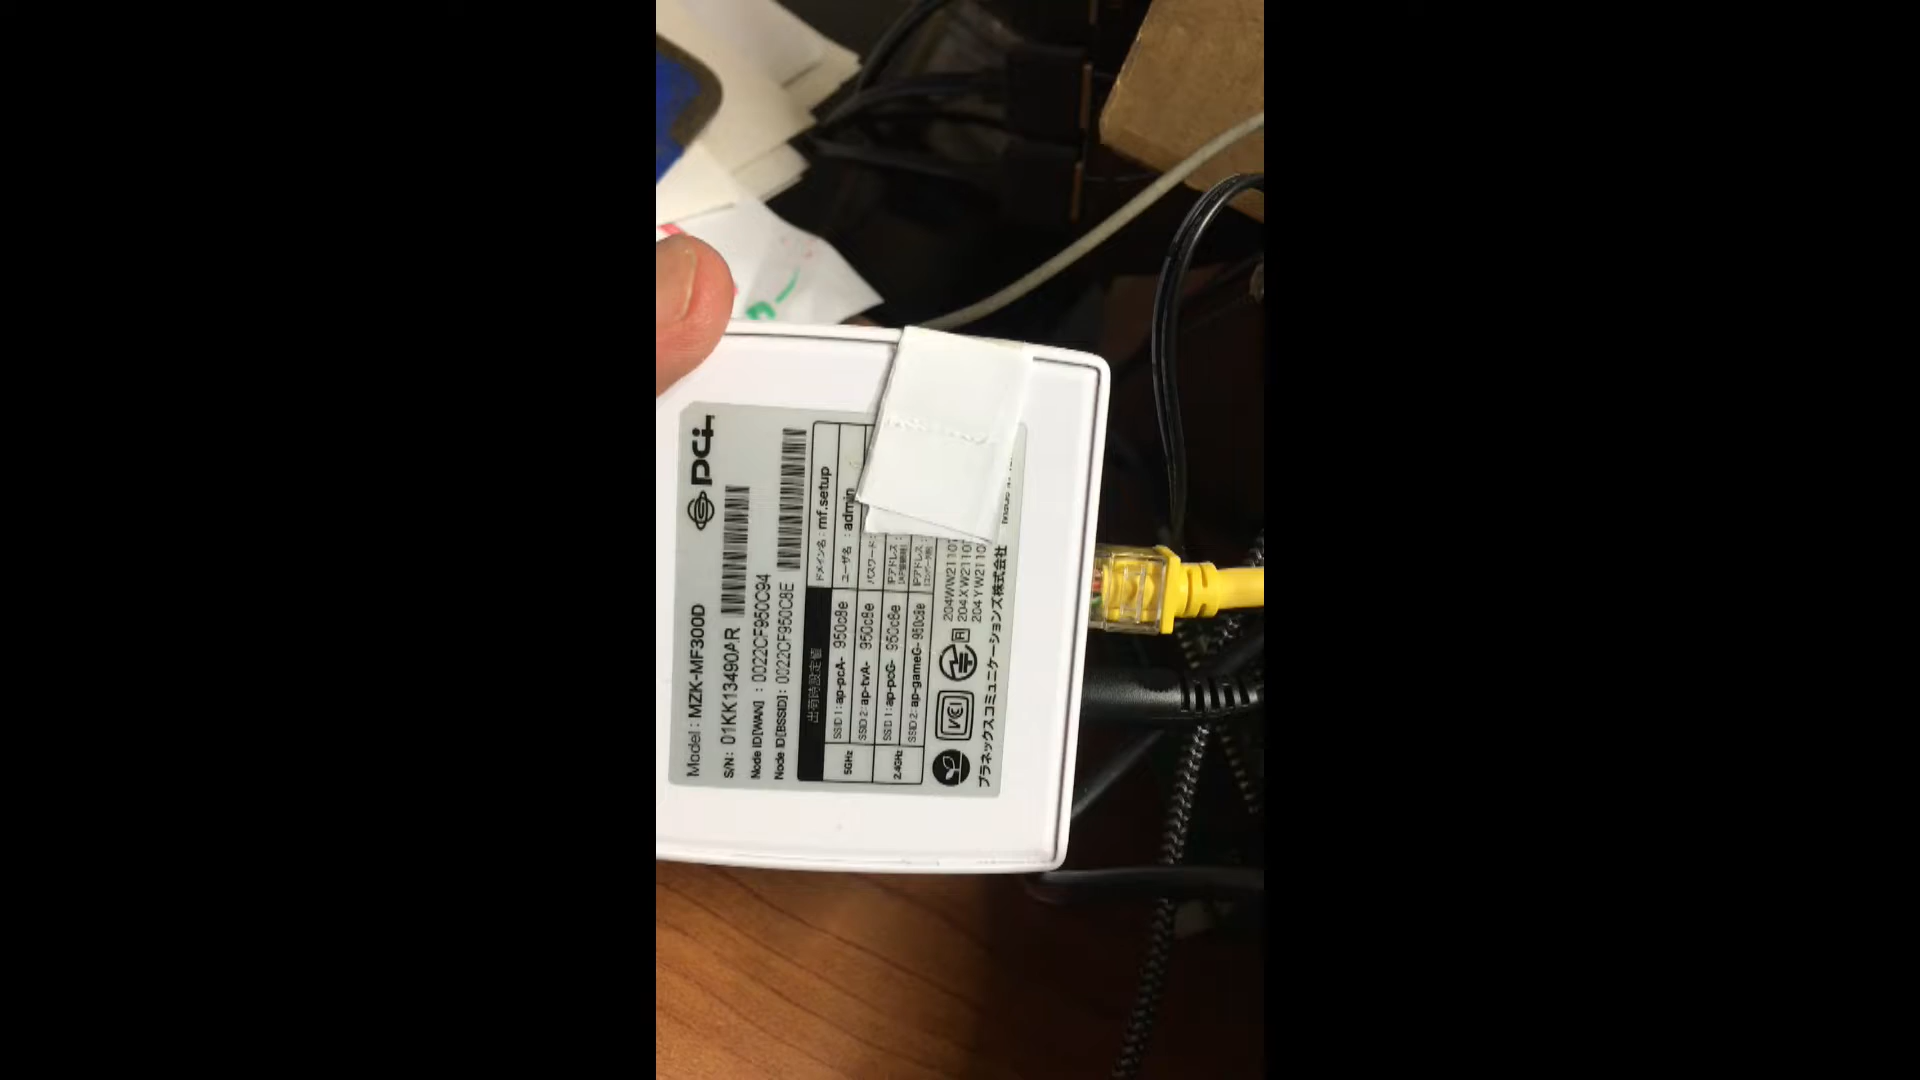 PCi
Model : MZK-MF300D
S/N: 01KK13490AR
Node ID[WAN] : 0022CF950C94
Node ID[BSSID]: 0022CF950C8E
出荷時設定値
ドメイン名 : mf.setup
5GHz
SSID 1: ap-pcA- 950c8e
ユーザ名 : admin
SSID 2: ap-tvA- 950c8e
パスワード:
2.4GHz
SSID 1: ap-pcG- 950c8e
IPアドレス
SSID 2: ap-gameG- 950c8e
IPアドレス
VCCI
R
204WW2110
204XW2110
204YW2110
プラネックスコミュニケーションズ株式会社